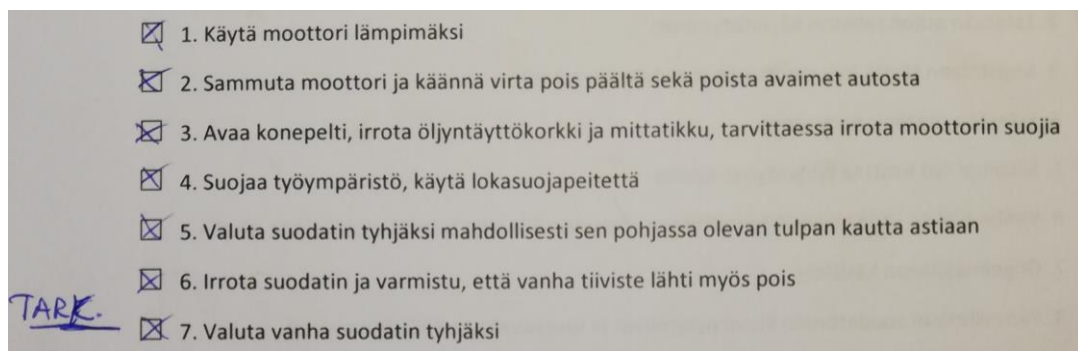 1. Käytä moottori lämpimäksi
2. Sammuta moottori ja käännä virta pois päältä sekä poista avaimet autosta
3. Avaa konepelti, irrota öljyntäyttökorkki ja mittatikku, tarvittaessa irrota moottorin suojia
4. Suojaa työympäristö, käytä lokasuojapeitettä
5. Valuta suodatin tyhjäksi mahdollisesti sen pohjassa olevan tulpan kautta astiaan
6. Irrota suodatin ja varmistu, että vanha tiiviste lähti myös pois
TARK.
7. Valuta vanha suodatin tyhjäksi